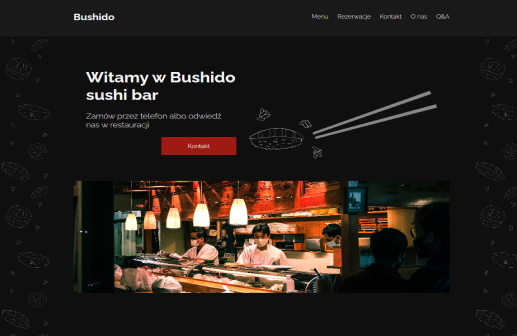 Bushido
Menu Rezerwacje Kontakt O nas Q&A
Witamy w Bushido
sushi bar
Zamów przez telefon albo odwiedź
nas w restauracji
Kontakt